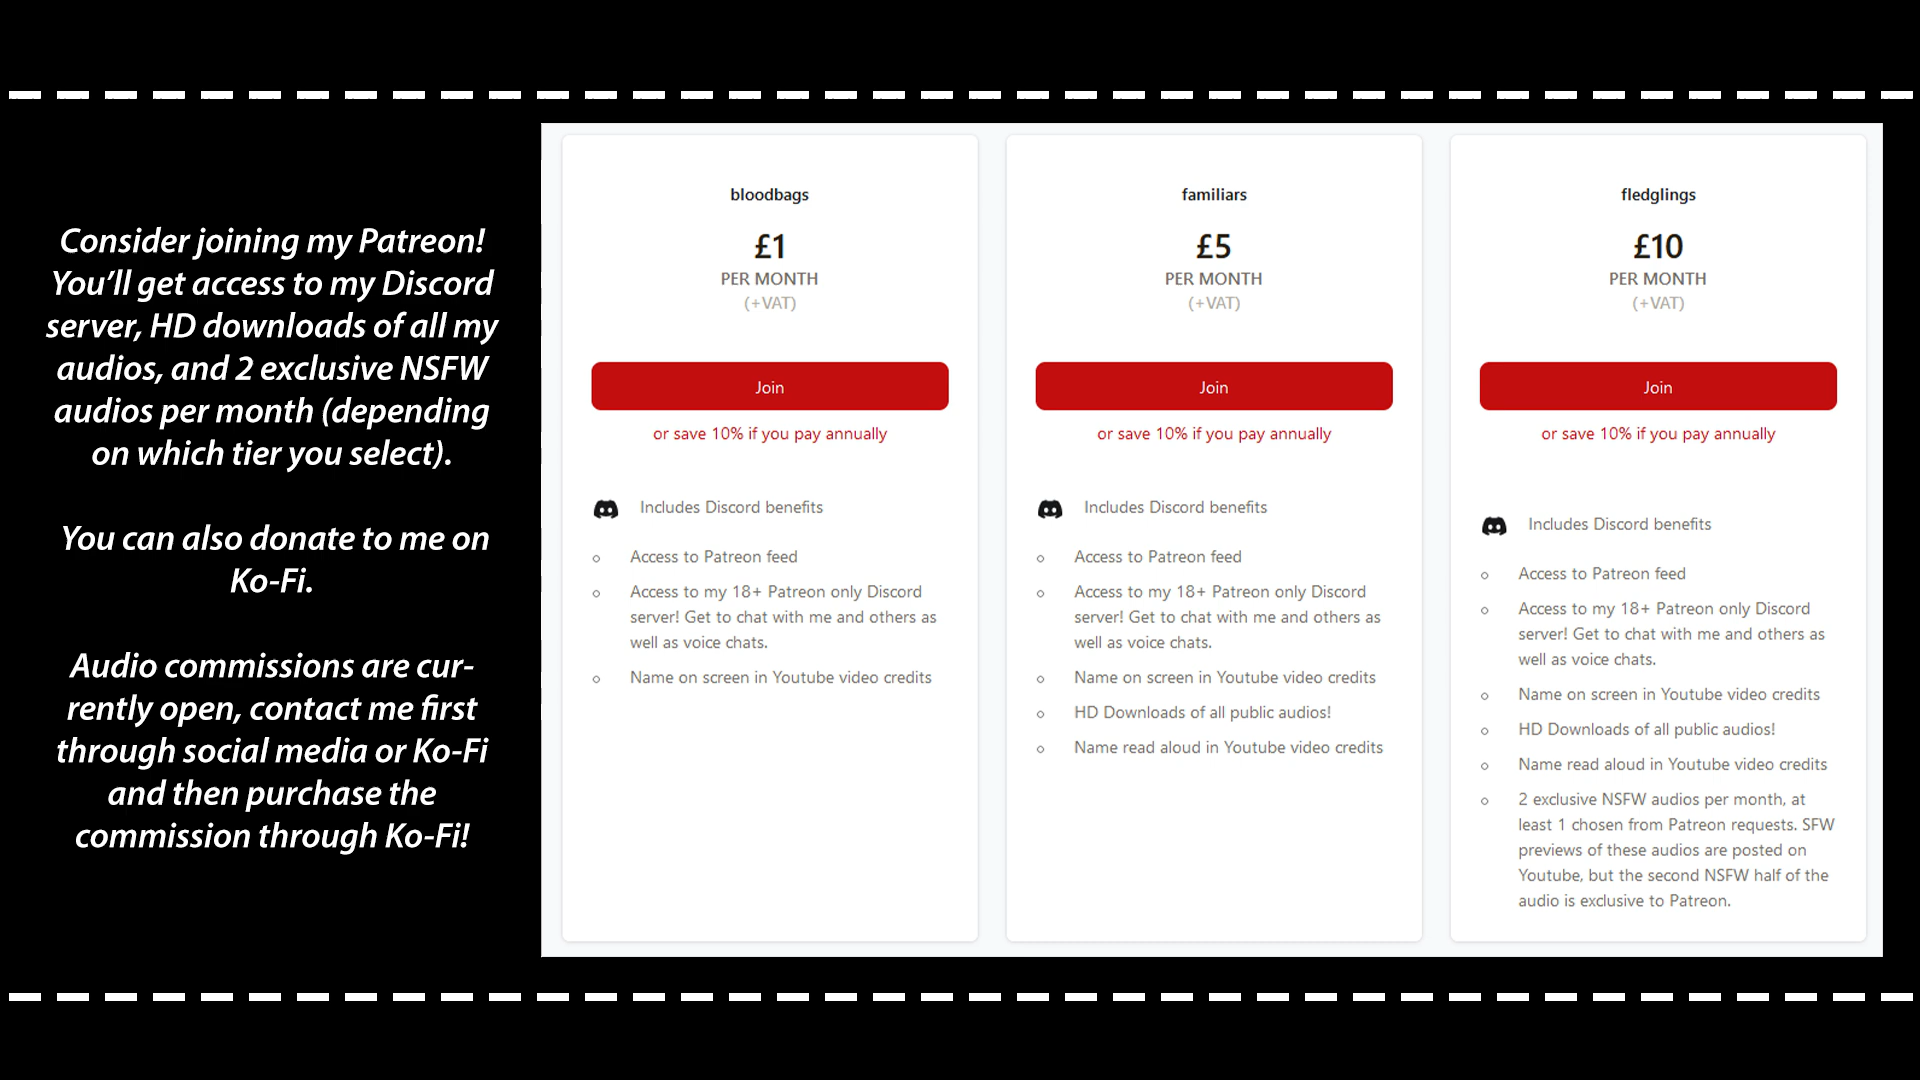 Consider joining my Patreon!
You’ll get access to my Discord
server, HD downloads of all my
audios, and 2 exclusive NSFW
audios per month (depending
on which tier you select).
You can also donate to me on
Ko-Fi.
Audio commissions are cur-
rently open, contact me first
through social media or Ko-Fi
and then purchase the
commission through Ko-Fi!
bloodbags
£1
PER MONTH
(+VAT)
Join
or save 10% if you pay annually
Includes Discord benefits
Access to Patreon feed
Access to my 18+ Patreon only Discord
server! Get to chat with me and others as
well as voice chats.
Name on screen in Youtube video credits
familiars
£5
PER MONTH
(+VAT)
Join
or save 10% if you pay annually
Includes Discord benefits
Access to Patreon feed
Access to my 18+ Patreon only Discord
server! Get to chat with me and others as
well as voice chats.
Name on screen in Youtube video credits
HD Downloads of all public audios!
Name read aloud in Youtube video credits
fledglings
£10
PER MONTH
(+VAT)
Join
or save 10% if you pay annually
Includes Discord benefits
Access to Patreon feed
Access to my 18+ Patreon only Discord
server! Get to chat with me and others as
well as voice chats.
Name on screen in Youtube video credits
HD Downloads of all public audios!
Name read aloud in Youtube video credits
2 exclusive NSFW audios per month, at
least 1 chosen from Patreon requests. SFW
previews of these audios are posted on
Youtube, but the second NSFW half of the
audio is exclusive to Patreon.